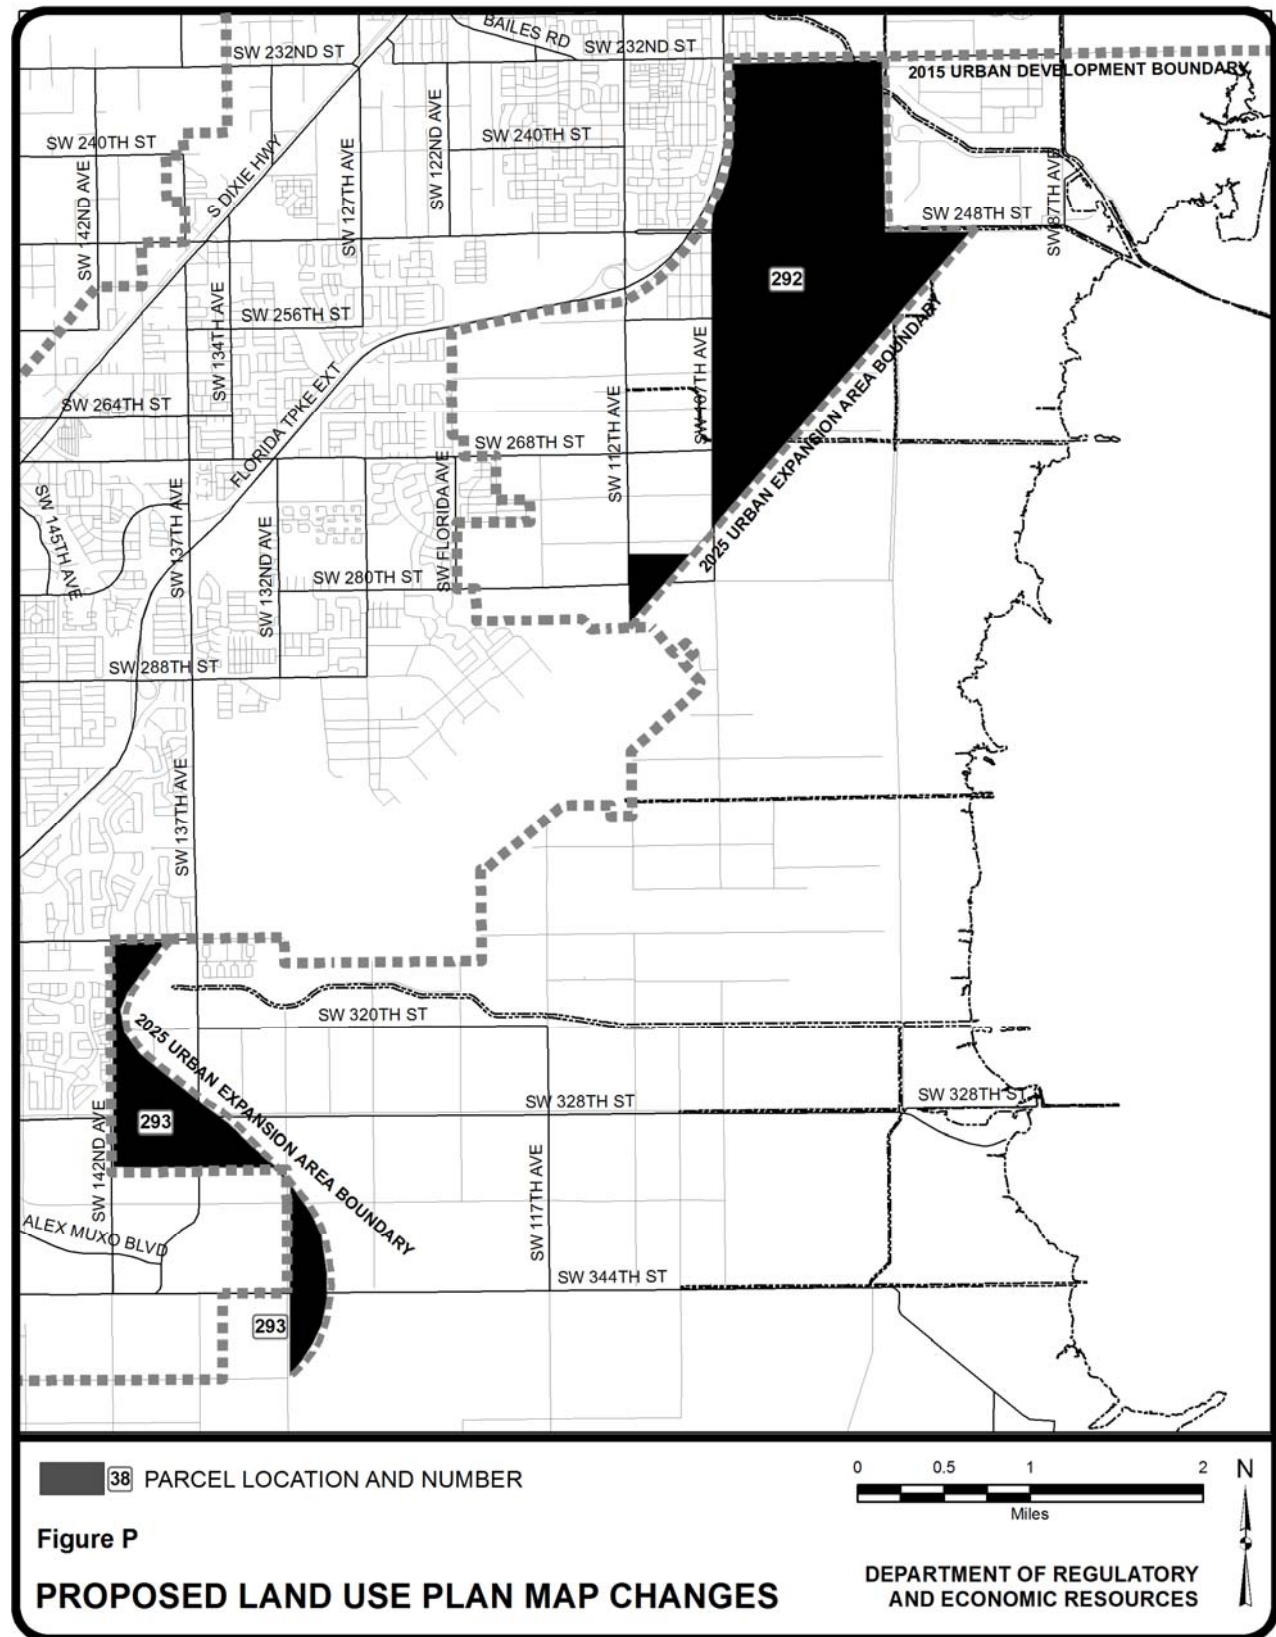 BAILES RD
SW 232ND ST
SW 232ND ST
2015 URBAN DEVELOPMENT BOUNDARY
SW 240TH ST
SW 240TH ST
S DIXIE HWY
SW 142ND AVE
SW 127TH AVE
SW 122ND AVE
SW 87TH AVE
SW 248TH ST
292
SW 256TH ST
SW 134TH AVE
SW 107TH AVE
2025 URBAN EXPANSION AREA BOUNDARY
FLORIDA TPKE EXT
SW 264TH ST
SW 268TH ST
SW 112TH AVE
SW 145TH AVE
SW 137TH AVE
SW 132ND AVE
SW FLORIDA AVE
SW 280TH ST
SW 288TH ST
SW 137TH AVE
SW 320TH ST
2025 URBAN EXPANSION AREA BOUNDARY
SW 328TH ST
SW 328TH ST
293
SW 142ND AVE
SW 117TH AVE
ALEX MUXO BLVD
SW 344TH ST
293
38 PARCEL LOCATION AND NUMBER
0 0.5 1 2
Miles
N
Figure P
PROPOSED LAND USE PLAN MAP CHANGES
DEPARTMENT OF REGULATORY
AND ECONOMIC RESOURCES